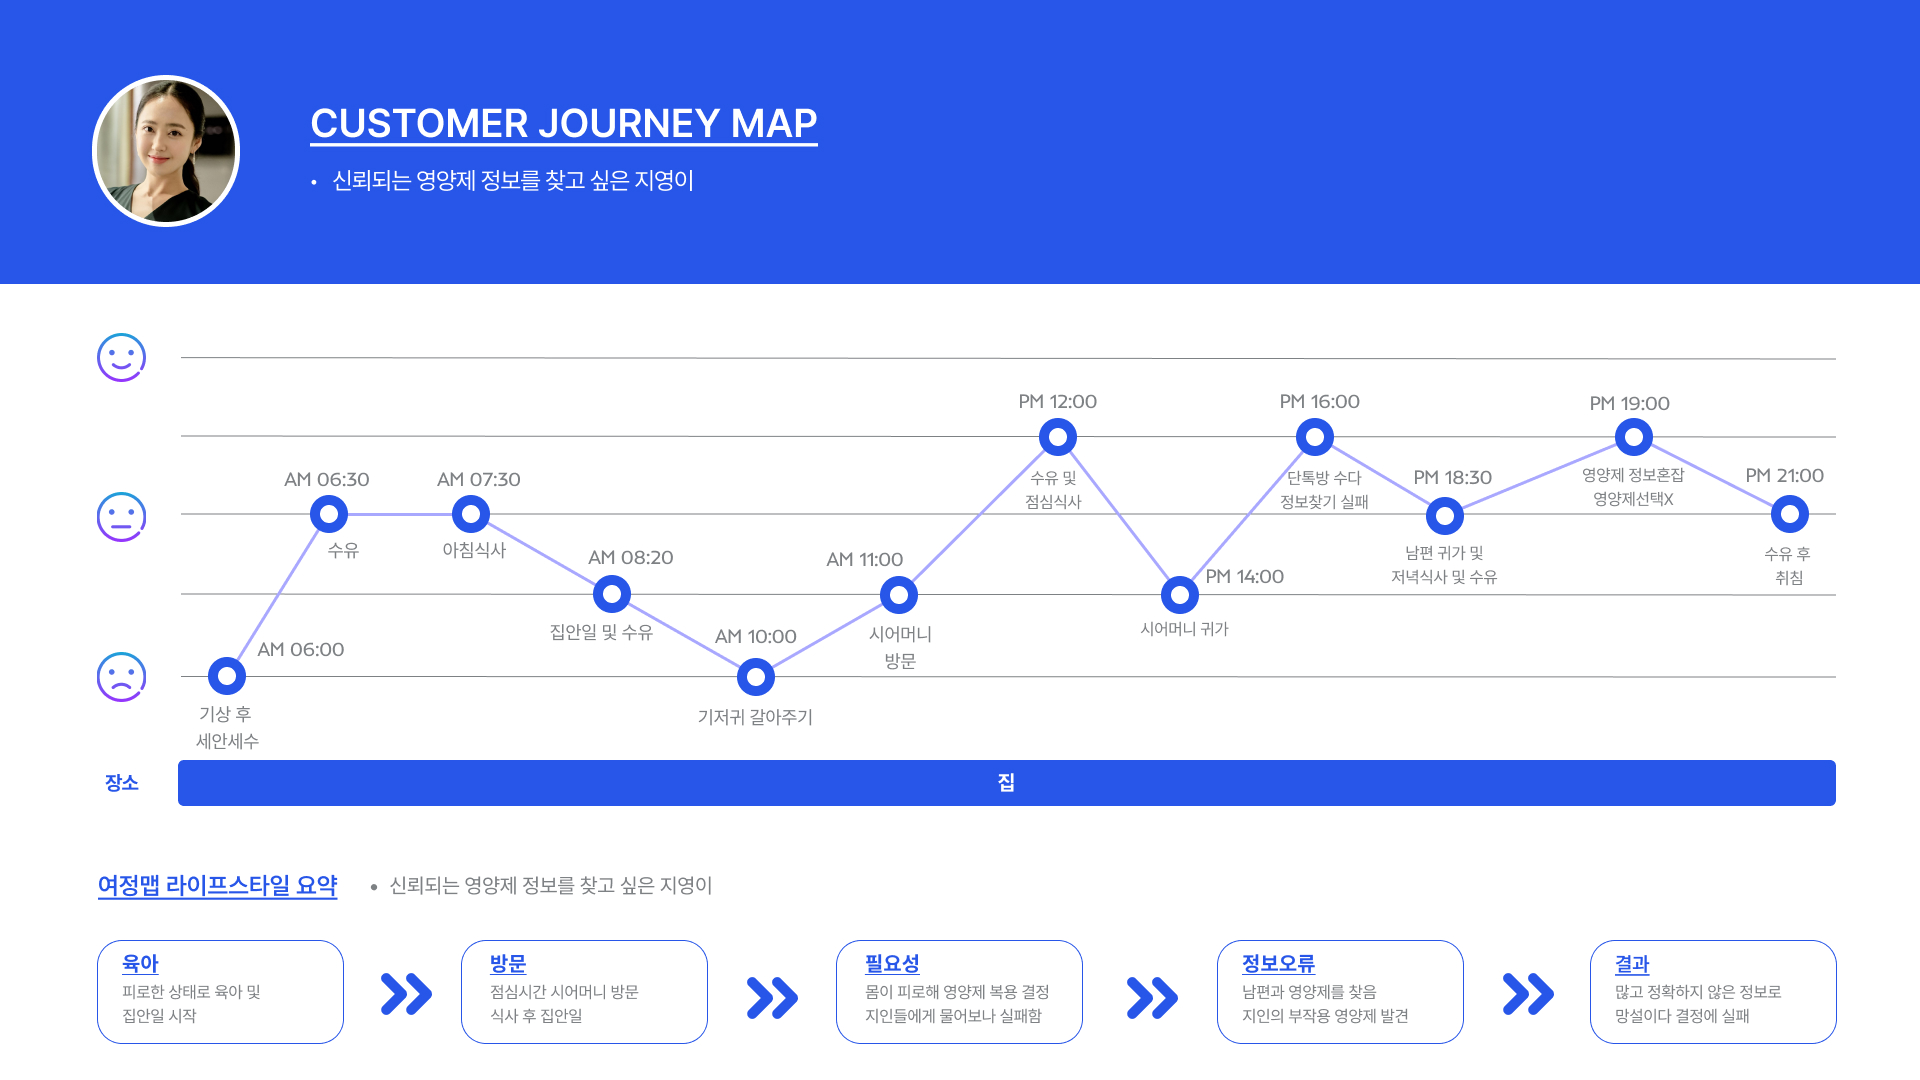 CUSTOMER JOURNEY MAP
• 신뢰되는 영양제 정보를 찾고 싶은 지영이
AM 06:00
기상 후
세안세수
AM 06:30
수유
AM 07:30
아침식사
AM 08:20
집안일 및 수유
AM 10:00
기저귀 갈아주기
AM 11:00
시어머니
방문
PM 12:00
수유 및
점심식사
PM 14:00
시어머니 귀가
PM 16:00
단톡방 수다
정보찾기 실패
PM 18:30
남편 귀가 및
저녁식사 및 수유
PM 19:00
영양제 정보혼잡
영양제선택X
PM 21:00
수유 후
취침
장소
집
여정맵 라이프스타일 요약
• 신뢰되는 영양제 정보를 찾고 싶은 지영이
육아
피로한 상태로 육아 및
집안일 시작
방문
점심시간 시어머니 방문
식사 후 집안일
필요성
몸이 피로해 영양제 복용 결정
지인들에게 물어보나 실패함
정보오류
남편과 영양제를 찾음
지인의 부작용 영양제 발견
결과
많고 정확하지 않은 정보로
망설이다 결정에 실패